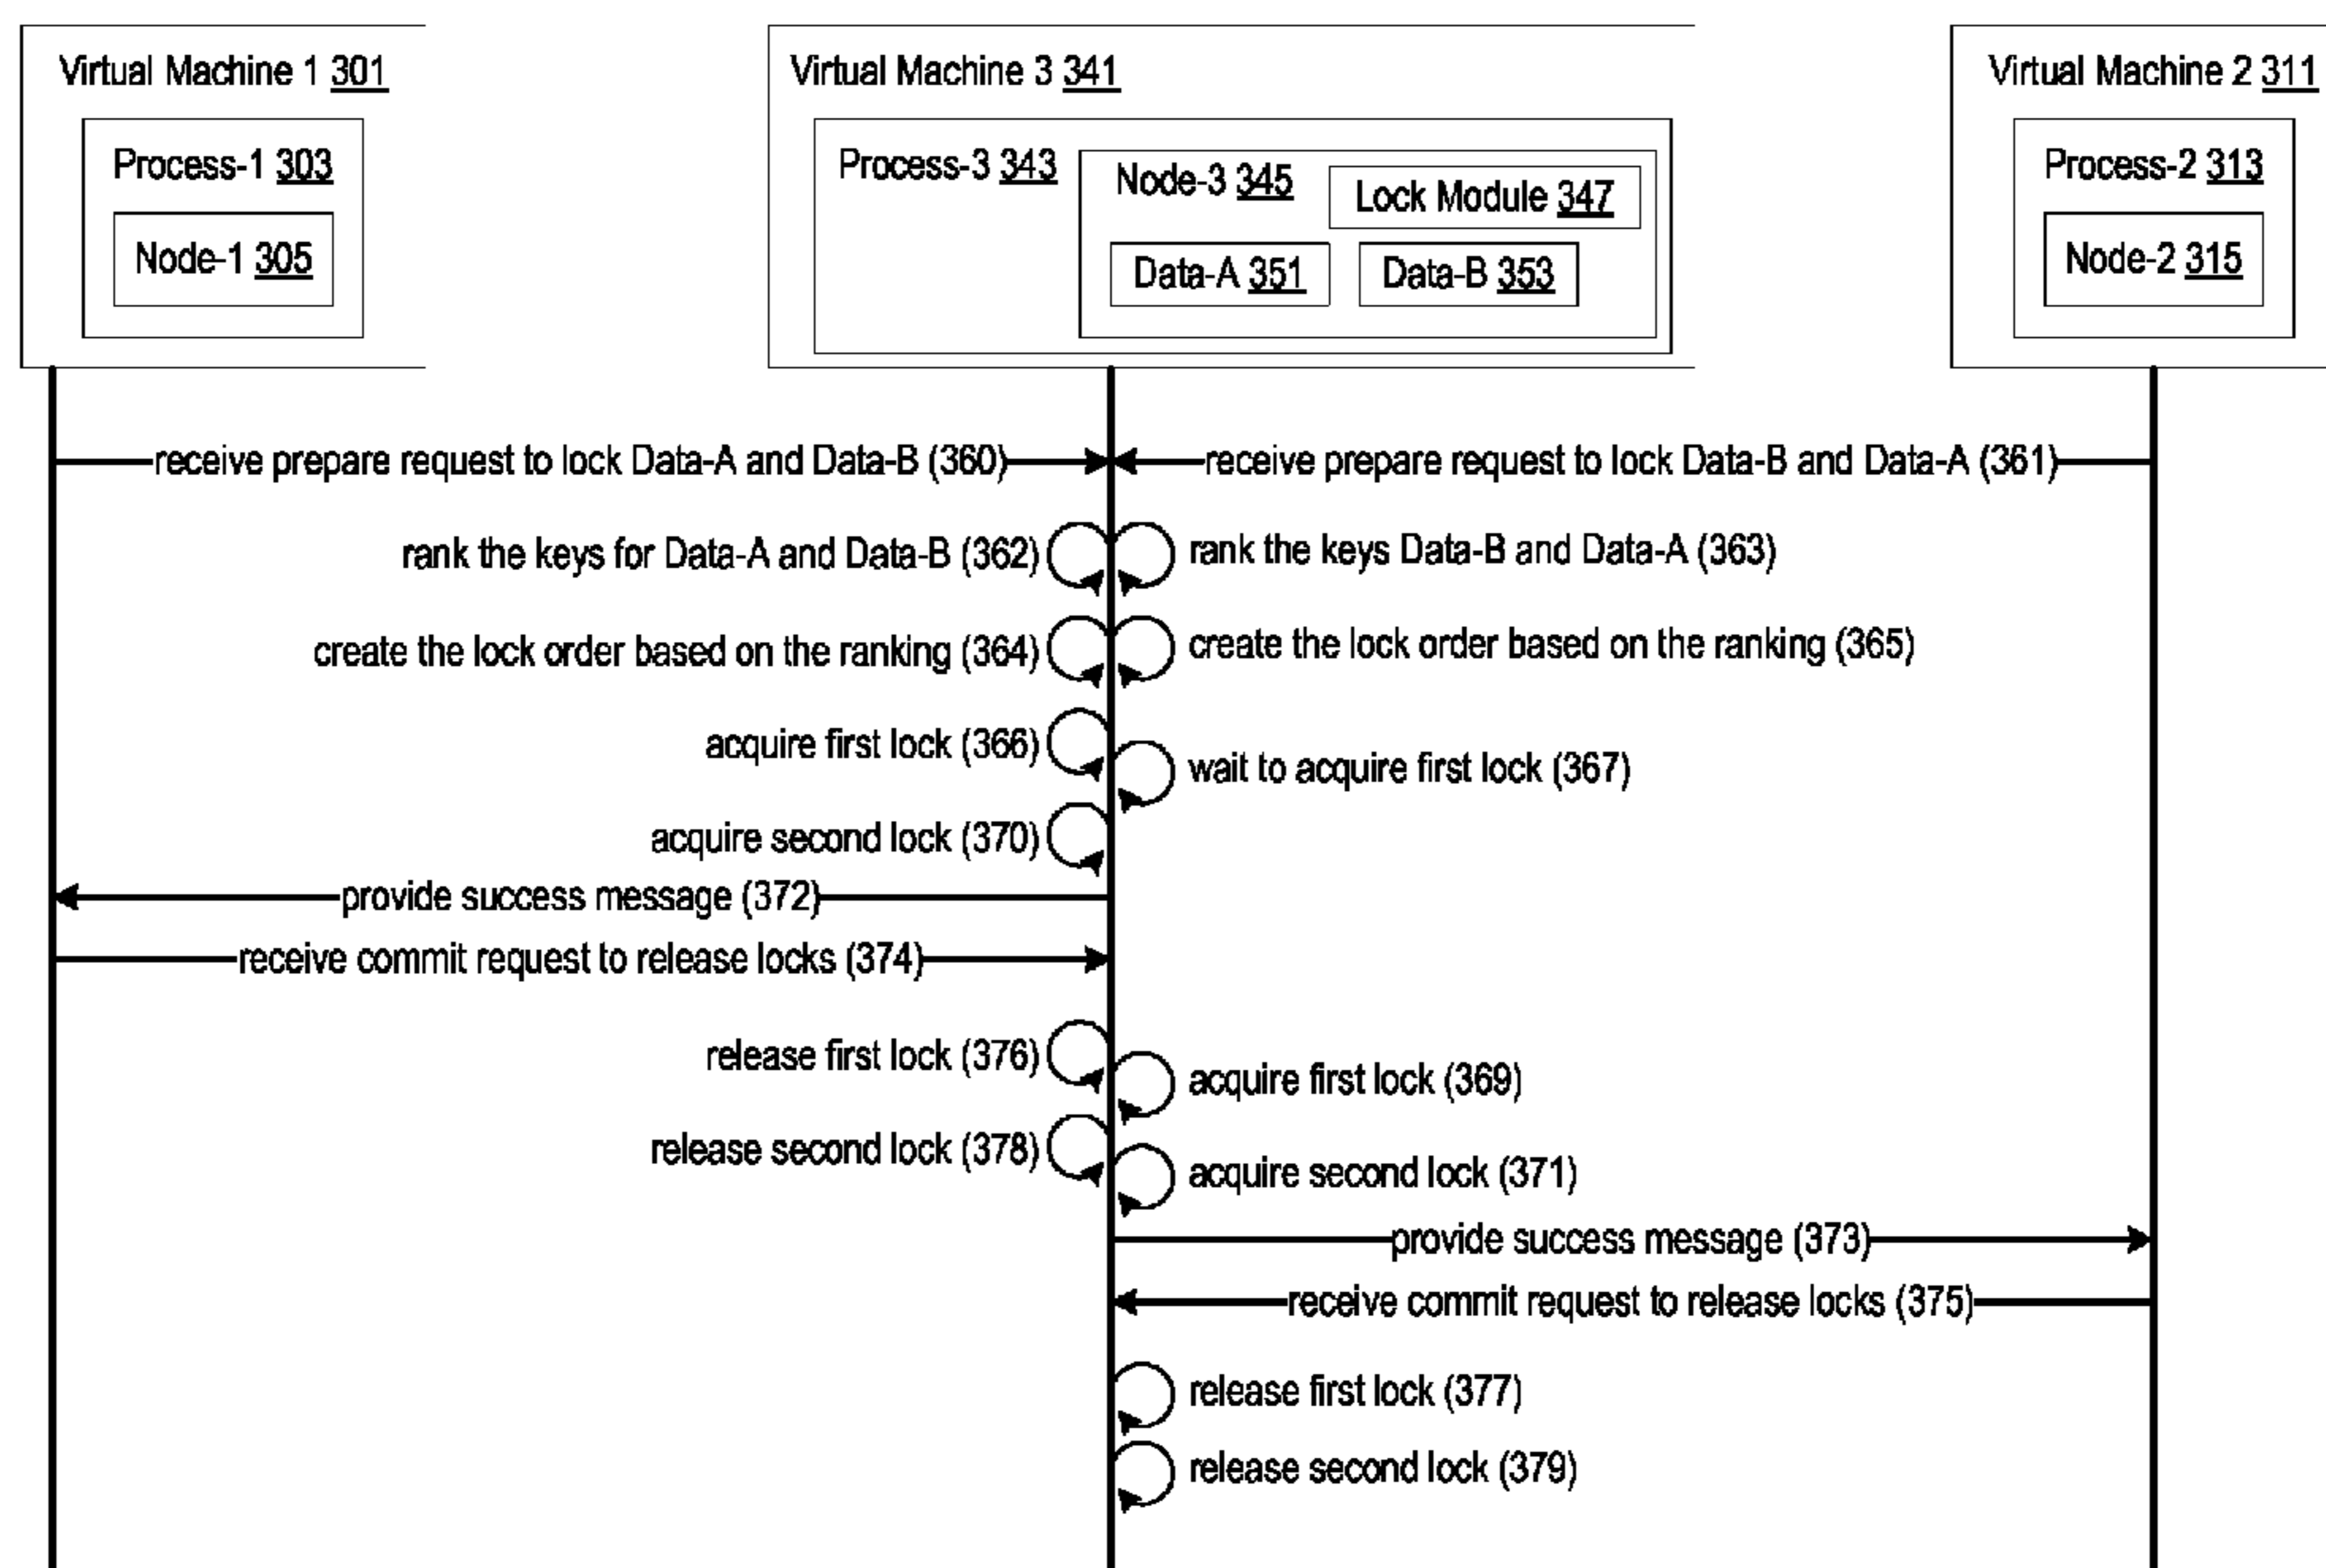 Virtual Machine 1 301
Process-1 303
Node-1 305
Virtual Machine 3 341
Process-3 343
Node-3 345
Lock Module 347
Data-A 351
Data-B 353
Virtual Machine 2 311
Process-2 313
Node-2 315
receive prepare request to lock Data-A and Data-B (360)
receive prepare request to lock Data-B and Data-A (361)
rank the keys for Data-A and Data-B (362)
rank the keys Data-B and Data-A (363)
create the lock order based on the ranking (364)
create the lock order based on the ranking (365)
acquire first lock (366)
wait to acquire first lock (367)
acquire second lock (370)
provide success message (372)
receive commit request to release locks (374)
release first lock (376)
acquire first lock (369)
release second lock (378)
acquire second lock (371)
provide success message (373)
receive commit request to release locks (375)
release first lock (377)
release second lock (379)